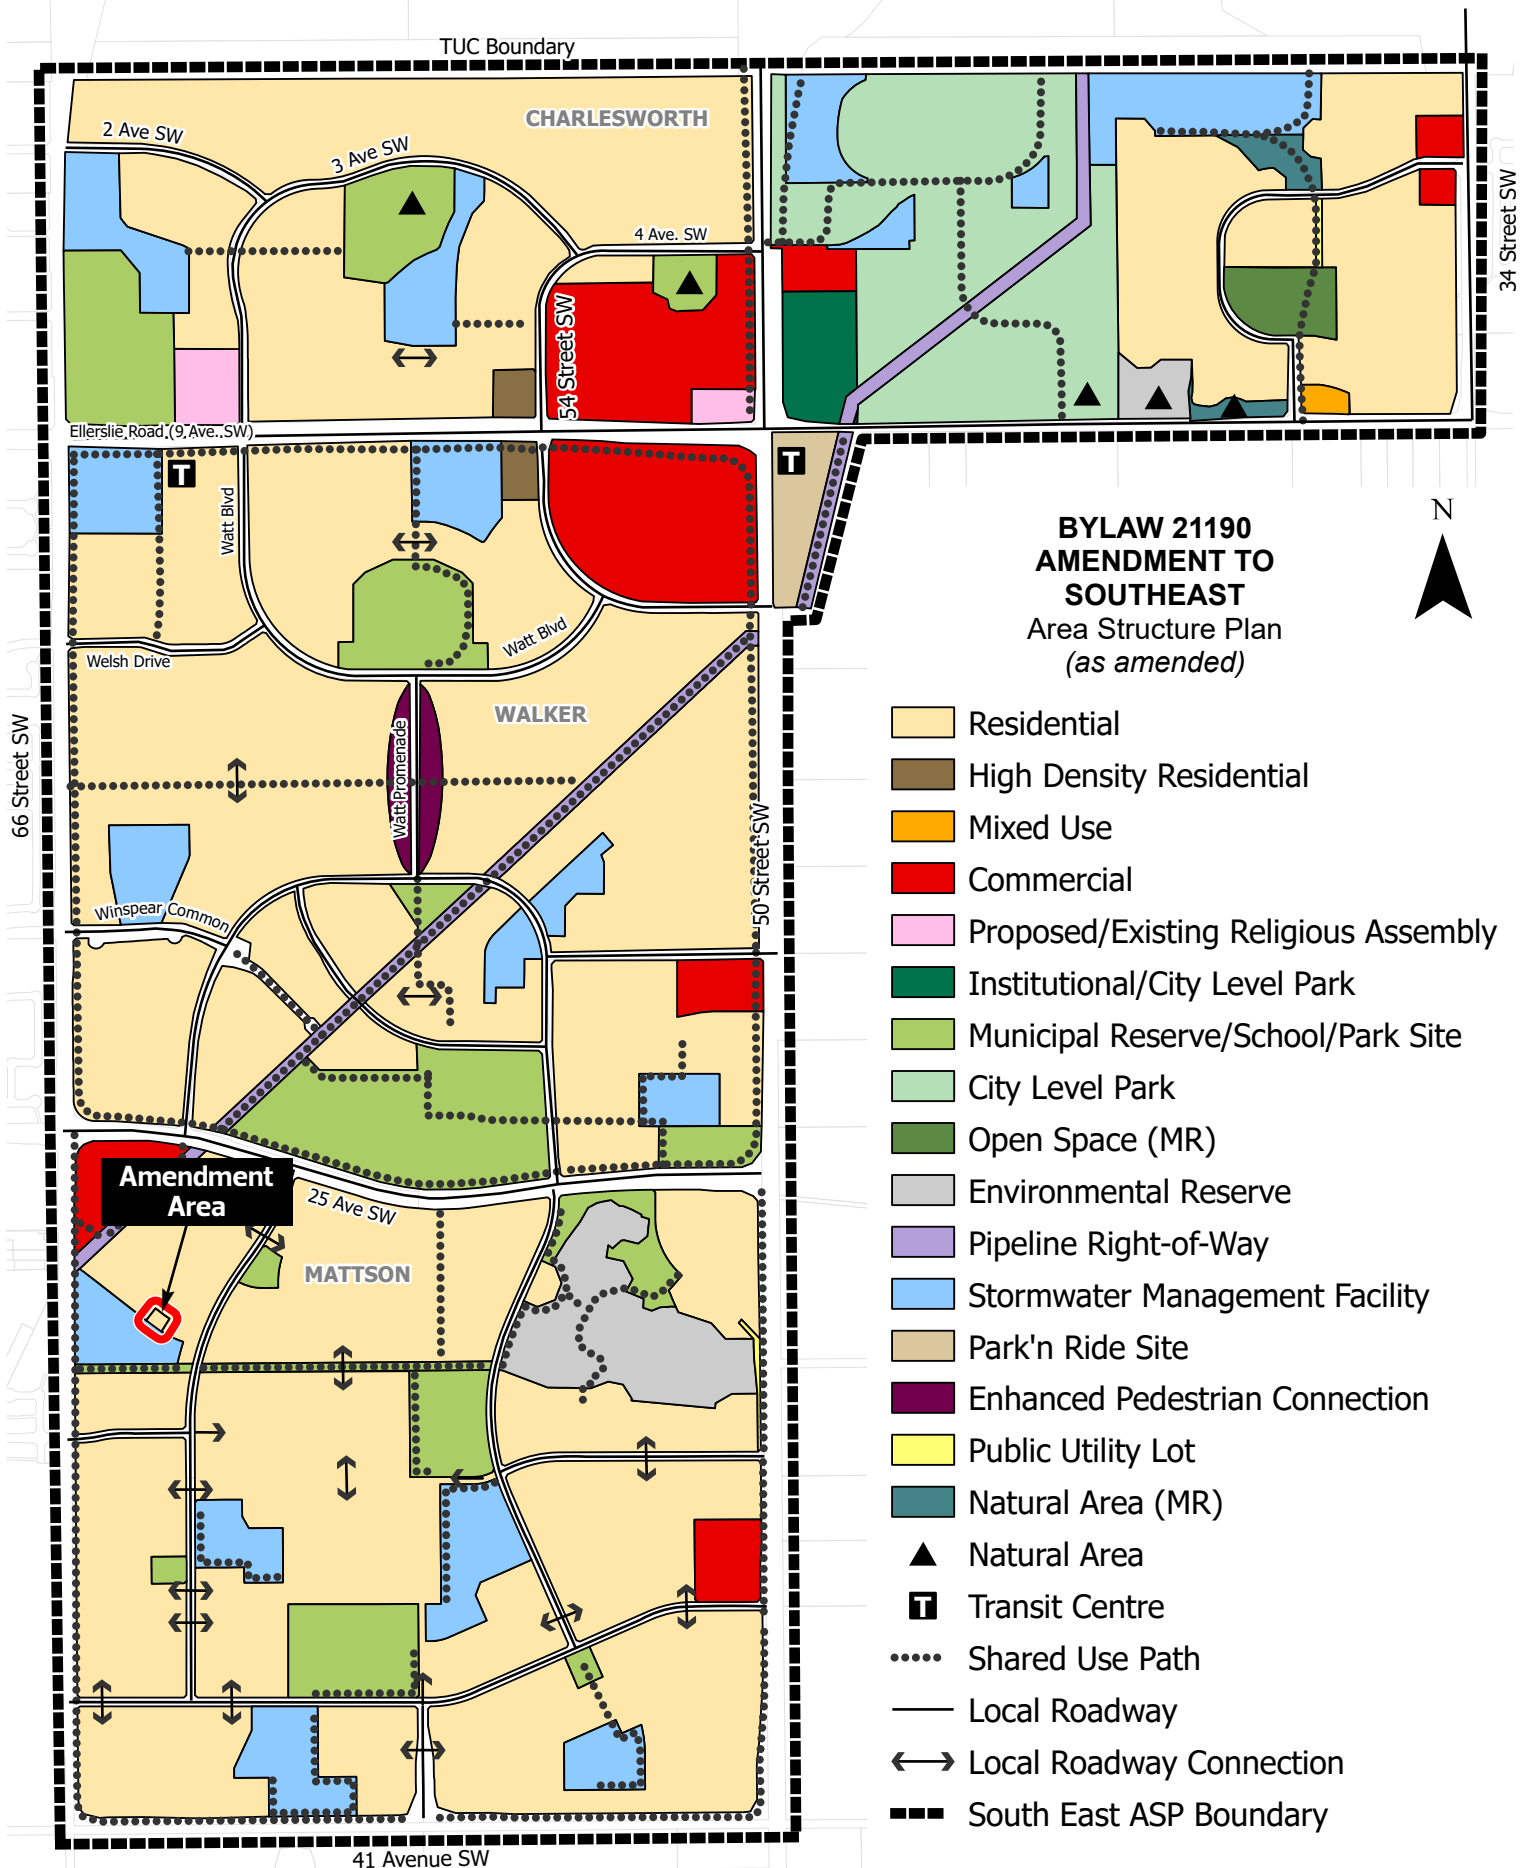 TUC Boundary
CHARLESWORTH
2 Ave SW
3 Ave SW
4 Ave. SW
34 Street SW
54 Street SW
Ellerslie Road (9 Ave. SW)
T
T
Watt Blvd
BYLAW 21190
AMENDMENT TO
SOUTHEAST
Area Structure Plan
(as amended)
N
Watt Blvd
Welsh Drive
WALKER
66 Street SW
Watt Promenade
50 Street SW
Winspear Common
Amendment
Area
25 Ave SW
MATTSON
41 Avenue SW
Residential
High Density Residential
Mixed Use
Commercial
Proposed/Existing Religious Assembly
Institutional/City Level Park
Municipal Reserve/School/Park Site
City Level Park
Open Space (MR)
Environmental Reserve
Pipeline Right-of-Way
Stormwater Management Facility
Park'n Ride Site
Enhanced Pedestrian Connection
Public Utility Lot
Natural Area (MR)
Natural Area
T Transit Centre
Shared Use Path
Local Roadway
Local Roadway Connection
South East ASP Boundary